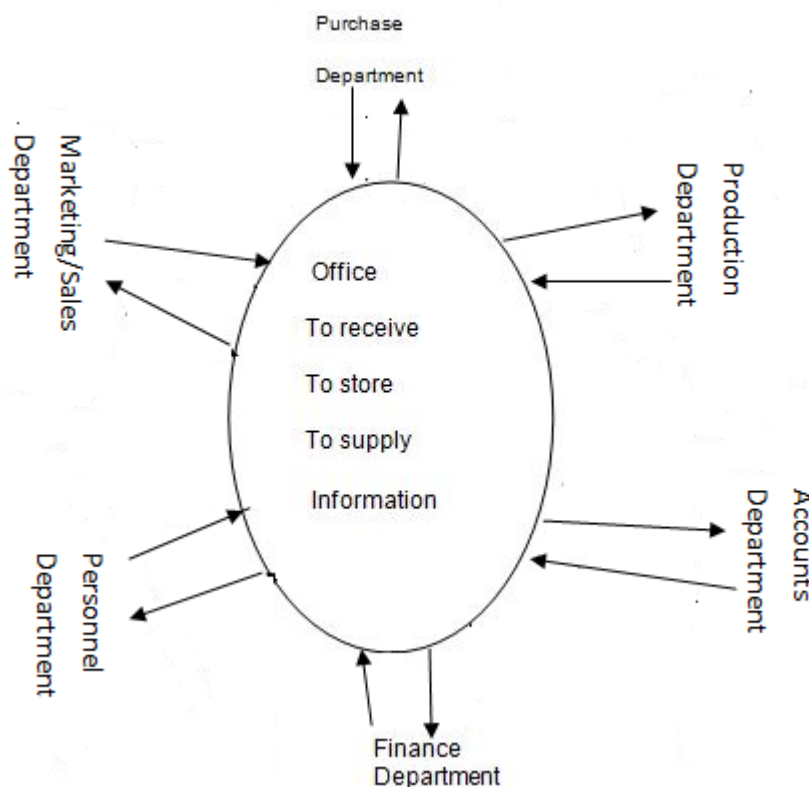 Purchase
Department
Marketing/Sales
Department
Production
Department
Office
To receive
To store
To supply
Information
Accounts
Department
Personnel
Department
Finance
Department